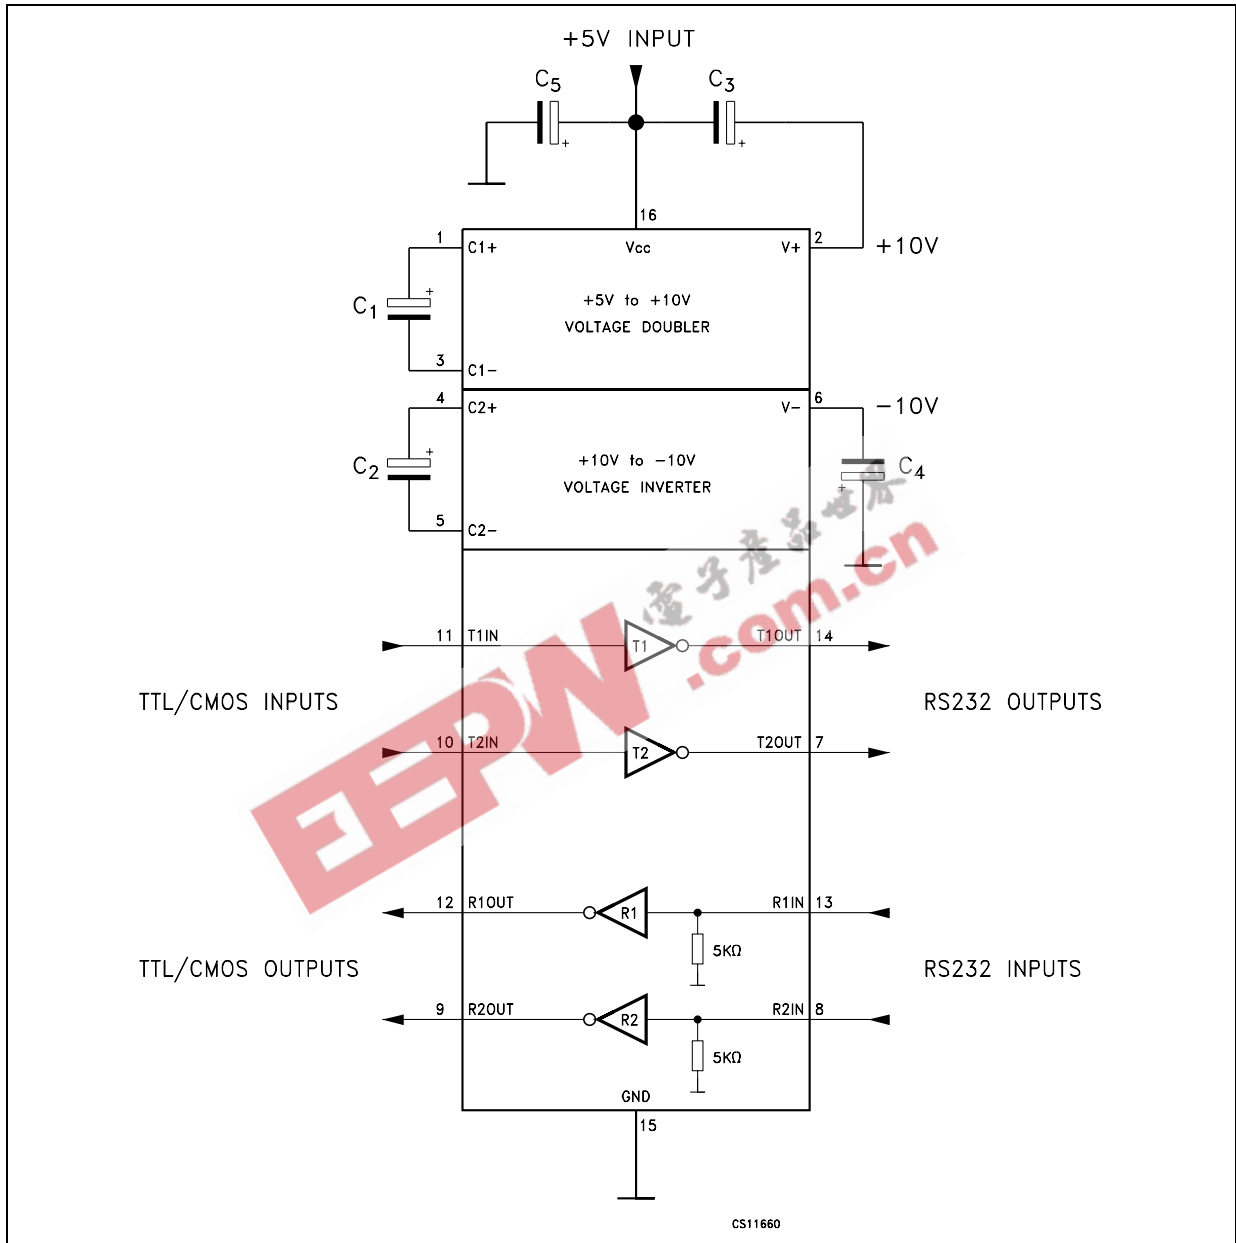 +5V INPUT
C5
C3
+
+
16
1
C1+
Vcc
V+
2
+10V
C1
+
+5V to +10V
VOLTAGE DOUBLER
3
C1-
4
C2+
V-
6
-10V
C2
+
+10V to -10V
VOLTAGE INVERTER
C4
+
5
C2-
電子產品世界
.com.cn
EEPW
11
T1IN
T1
T1OUT
14
TTL/CMOS INPUTS
RS232 OUTPUTS
10
T2IN
T2
T2OUT
7
12
R1OUT
R1
R1IN
13
5KΩ
TTL/CMOS OUTPUTS
RS232 INPUTS
9
R2OUT
R2
R2IN
8
5KΩ
GND
15
CS11660